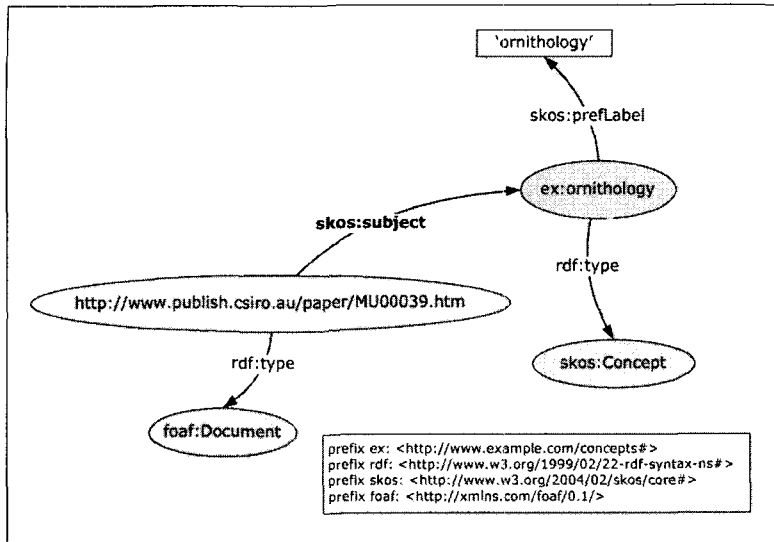 'ornithology'
skos:prefLabel
ex:ornithology
skos:subject
rdf:type
http://www.publish.csiro.au/paper/MU00039.htm
rdf:type
skos:Concept
foaf:Document
prefix ex: <http://www.example.com/concepts#>
prefix rdf: <http://www.w3.org/1999/02/22-rdf-syntax-ns#>
prefix skos: <http://www.w3.org/2004/02/skos/core#>
prefix foaf: <http://xmlns.com/foaf/0.1/>